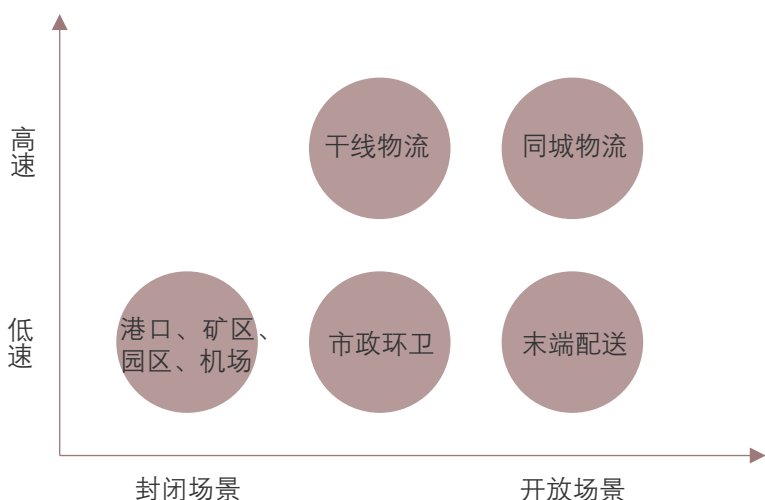 高速
干线物流
同城物流
低速
港口、矿区、
园区、机场
市政环卫
末端配送
封闭场景
开放场景